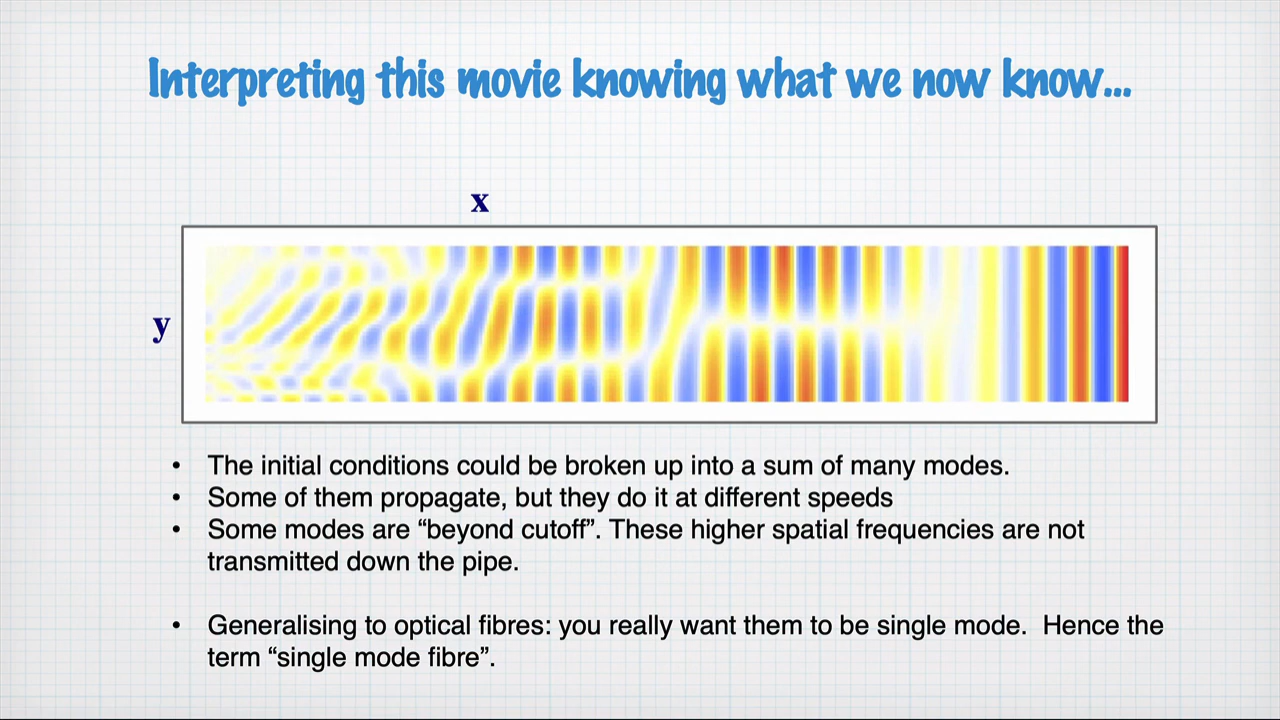 Interpreting this movie knowing what we now know...
x
y
• The initial conditions could be broken up into a sum of many modes.
• Some of them propagate, but they do it at different speeds
• Some modes are “beyond cutoff”. These higher spatial frequencies are not
transmitted down the pipe.
• Generalising to optical fibres: you really want them to be single mode.  Hence the
term “single mode fibre”.